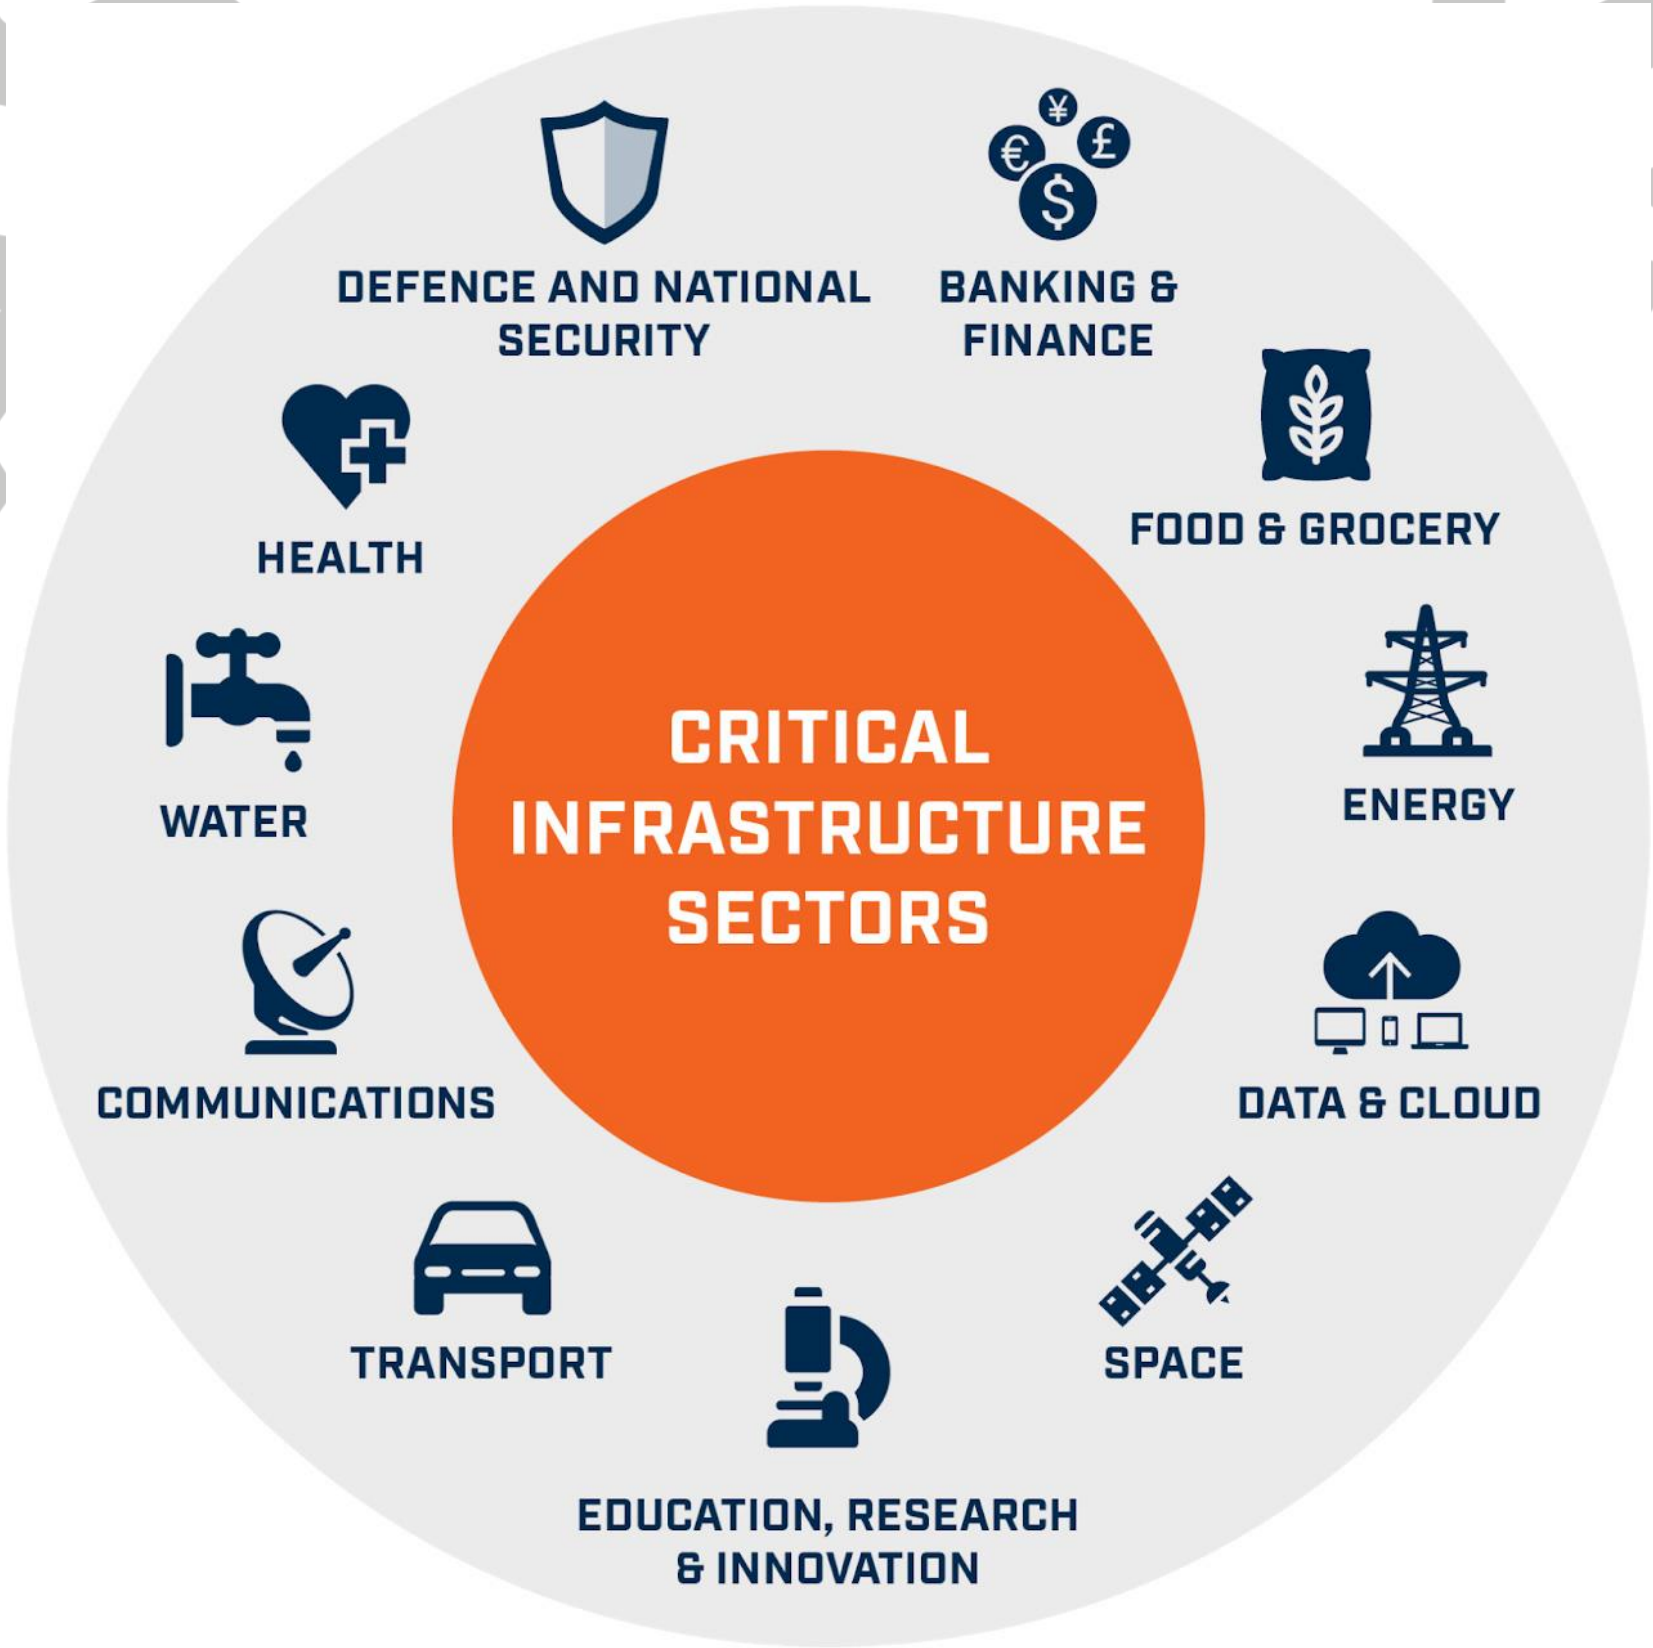 DEFENCE AND NATIONAL
SECURITY
BANKING &
FINANCE
FOOD & GROCERY
ENERGY
DATA & CLOUD
SPACE
EDUCATION, RESEARCH
& INNOVATION
TRANSPORT
COMMUNICATIONS
WATER
HEALTH
CRITICAL
INFRASTRUCTURE
SECTORS
¥
€
£
$